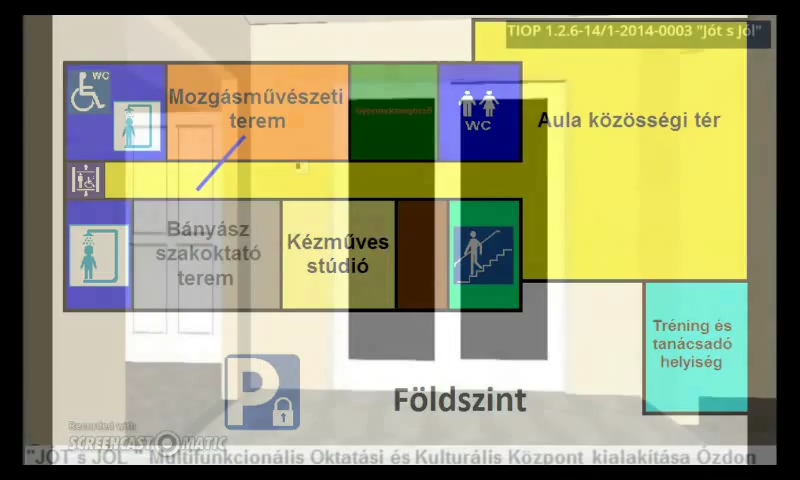 TIOP 1.2.6-14/1-2014-0003 "Jót s Jól"
WC
Mozgásművészeti
terem
WC
Aula közösségi tér
Bányász
szakoktató
terem
Kézműves
stúdió
Tréning és
tanácsadó
helyiség
P
Földszint
Recorded with
SCREENCAST-O-MATIC
"JÓT s JÓL " Multifunkcionális Oktatási és Kulturális Központ kialakítása Ózdon